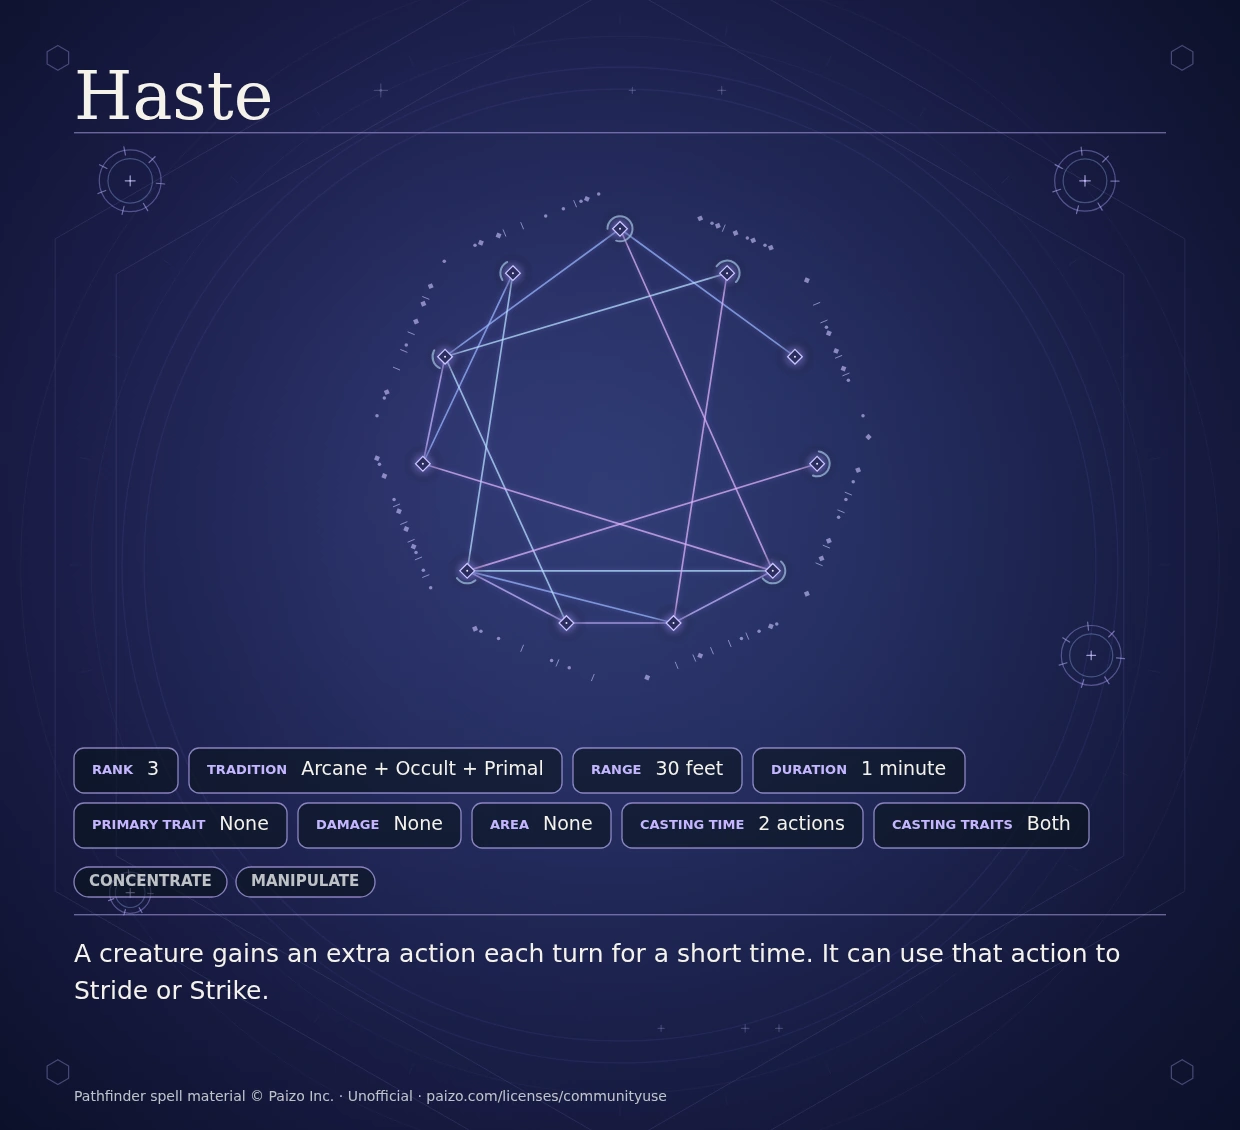 Haste
RANK 3 TRADITION Arcane + Occult + Primal RANGE 30 feet DURATION 1 minute
PRIMARY TRAIT None DAMAGE None AREA None CASTING TIME 2 actions CASTING TRAITS Both
CONCENTRATE MANIPULATE
A creature gains an extra action each turn for a short time. It can use that action to
Stride or Strike.
Pathfinder spell material © Paizo Inc. · Unofficial · paizo.com/licenses/communityuse